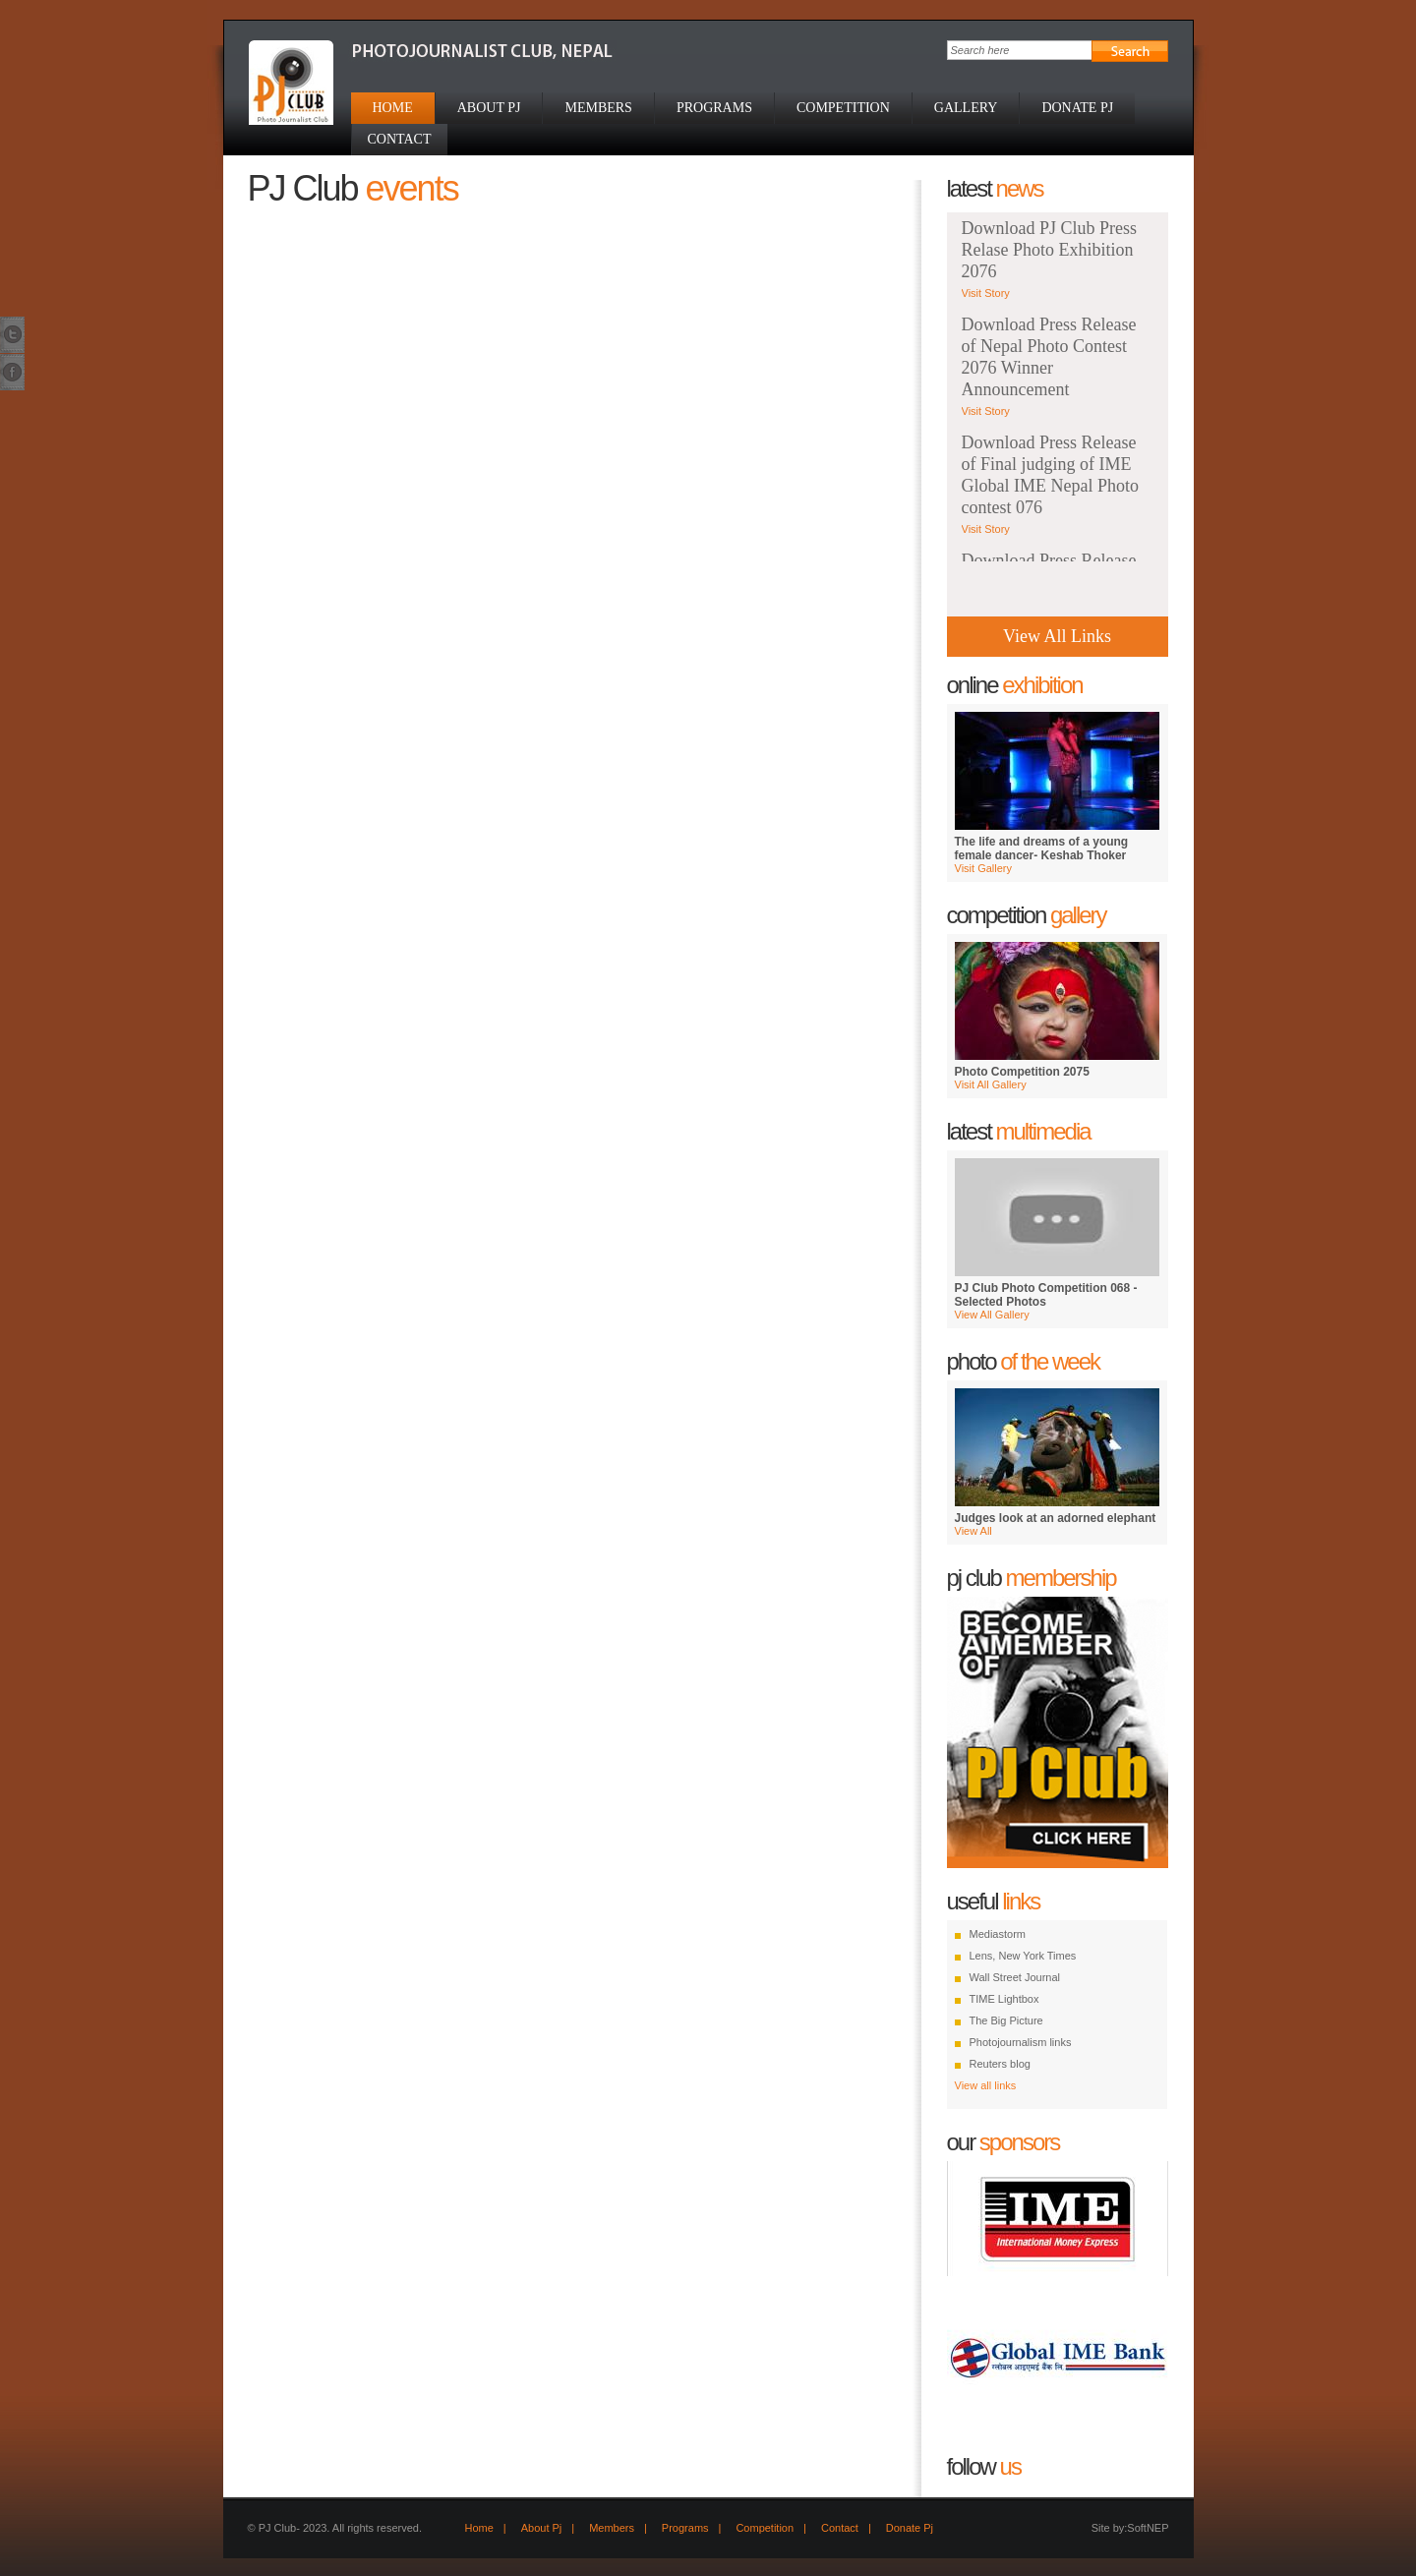 PJ CLUB
Photo Journalist Club
PHOTOJOURNALIST CLUB, NEPAL
Search here
Search
HOME
ABOUT PJ
MEMBERS
PROGRAMS
COMPETITION
GALLERY
DONATE PJ
CONTACT
PJ Club events
latest news
Download PJ Club Press
Relase Photo Exhibition
2076
Visit Story
Download Press Release
of Nepal Photo Contest
2076 Winner
Announcement
Visit Story
Download Press Release
of Final judging of IME
Global IME Nepal Photo
contest 076
Visit Story
Download Press Release
View All Links
online exhibition
The life and dreams of a young
female dancer- Keshab Thoker
Visit Gallery
competition gallery
Photo Competition 2075
Visit All Gallery
latest multimedia
PJ Club Photo Competition 068 -
Selected Photos
View All Gallery
photo of the week
Judges look at an adorned elephant
View All
pj club membership
BECOME
A MEMBER
OF
PJ Club
CLICK HERE
useful links
Mediastorm
Lens, New York Times
Wall Street Journal
TIME Lightbox
The Big Picture
Photojournalism links
Reuters blog
View all links
our sponsors
IME
International Money Express
Global IME Bank
ग्लोबल आइएमई बैंक लि.
follow us
© PJ Club- 2023. All rights reserved.
Home | About Pj | Members | Programs | Competition | Contact | Donate Pj
Site by:SoftNEP